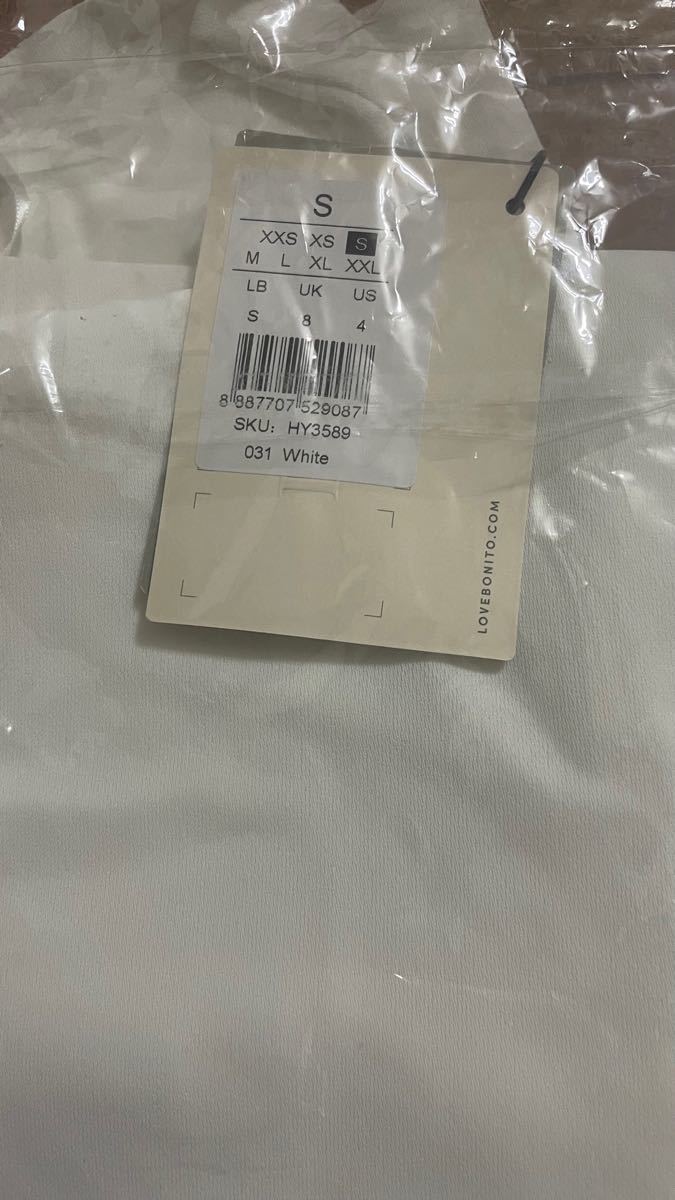 S
XXS XS S
M L XL XXL
LB UK US
S 8 4
8 887707 529087
SKU: HY3589
031 White
LOVEBONITO.COM